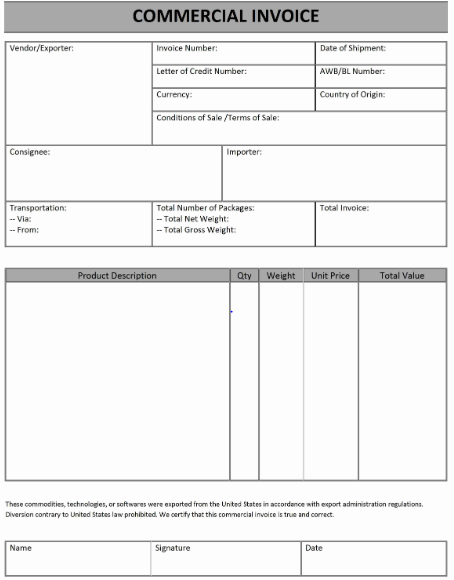 COMMERCIAL INVOICE
Vendor/Exporter:
Invoice Number:
Date of Shipment:
Letter of Credit Number:
AWB/BL Number:
Currency:
Country of Origin:
Conditions of Sale /Terms of Sale:
Consignee:
Importer:
Transportation:
-- Via:
-- From:
Total Number of Packages:
-- Total Net Weight:
-- Total Gross Weight:
Total Invoice:
Product Description
Qty
Weight
Unit Price
Total Value
These commodities, technologies, or softwares were exported from the United States in accordance with export administration regulations.
Diversion contrary to United States law prohibited. We certify that this commercial invoice is true and correct.
Name
Signature
Date